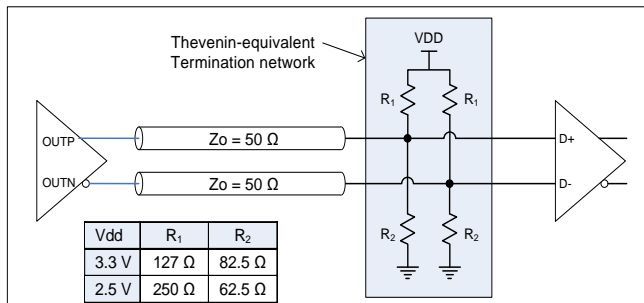 Thevenin-equivalent
Termination network
VDD
R1 R1
OUTP
Zo = 50 Ω
D+
OUTN
Zo = 50 Ω
D-
R2 R2
Vdd R1 R2
3.3 V 127 Ω 82.5 Ω
2.5 V 250 Ω 62.5 Ω